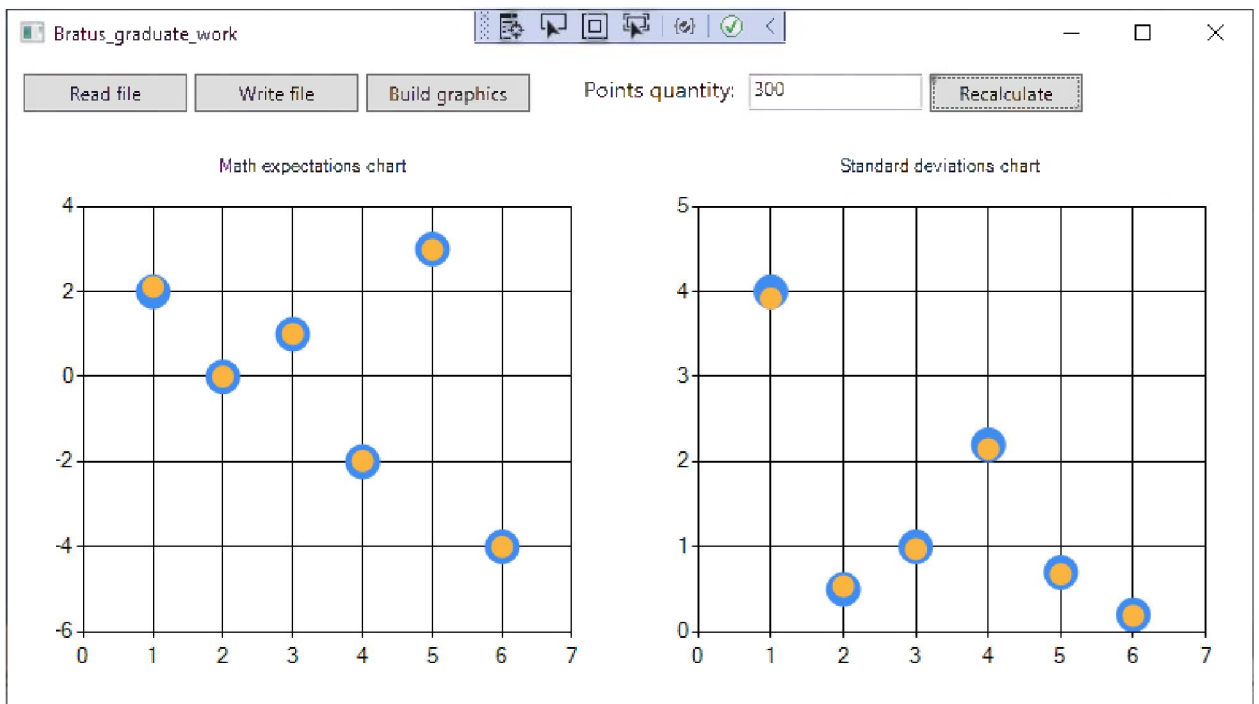 Bratus_graduate_work
Read file Write file Build graphics Points quantity: 300 Recalculate
Math expectations chart
4
2
0
-2
-4
-6
0 1 2 3 4 5 6 7
Standard deviations chart
5
4
3
2
1
0
0 1 2 3 4 5 6 7